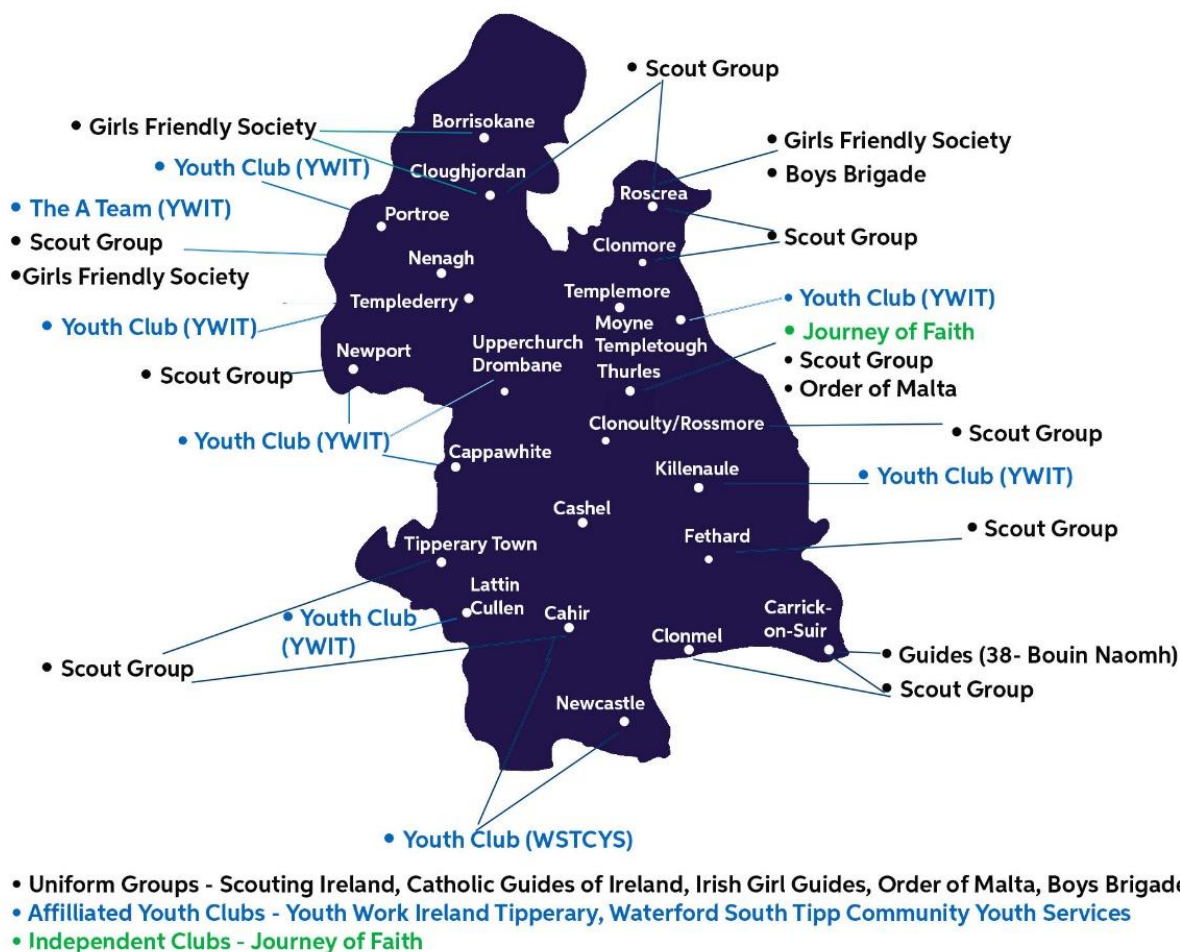 • Scout Group
Borrisokane
• Girls Friendly Society
• Girls Friendly Society
• Youth Club (YWIT)
Cloughjordan
• Boys Brigade
Roscrea
• The A Team (YWIT)
Portroe
• Scout Group
• Scout Group
Clonmore
Nenagh
•Girls Friendly Society
Templederry
Templemore
• Youth Club (YWIT)
• Youth Club (YWIT)
Moyne
Templetough
• Journey of Faith
Upperchurch
Drombane
Newport
• Scout Group
Thurles
• Scout Group
• Order of Malta
Clonoulty/Rossmore
• Scout Group
• Youth Club (YWIT)
Cappawhite
Killenaule
• Youth Club (YWIT)
Cashel
Fethard
• Scout Group
Tipperary Town
Lattin
Cullen
• Youth Club
(YWIT)
Cahir
Carrick-
on-Suir
Clonmel
• Scout Group
• Guides (38- Bouin Naomh)
• Scout Group
Newcastle
• Youth Club (WSTCYS)
• Uniform Groups - Scouting Ireland, Catholic Guides of Ireland, Irish Girl Guides, Order of Malta, Boys Brigade
• Affilliated Youth Clubs - Youth Work Ireland Tipperary, Waterford South Tipp Community Youth Services
• Independent Clubs - Journey of Faith